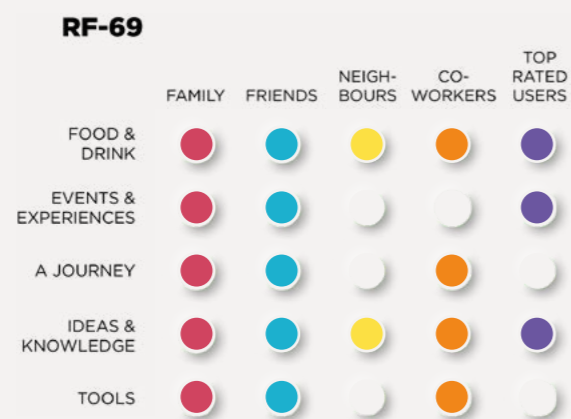 RF-69
FAMILY
FRIENDS
NEIGH-
BOURS
CO-
WORKERS
TOP
RATED
USERS
FOOD &
DRINK
EVENTS &
EXPERIENCES
A JOURNEY
IDEAS &
KNOWLEDGE
TOOLS